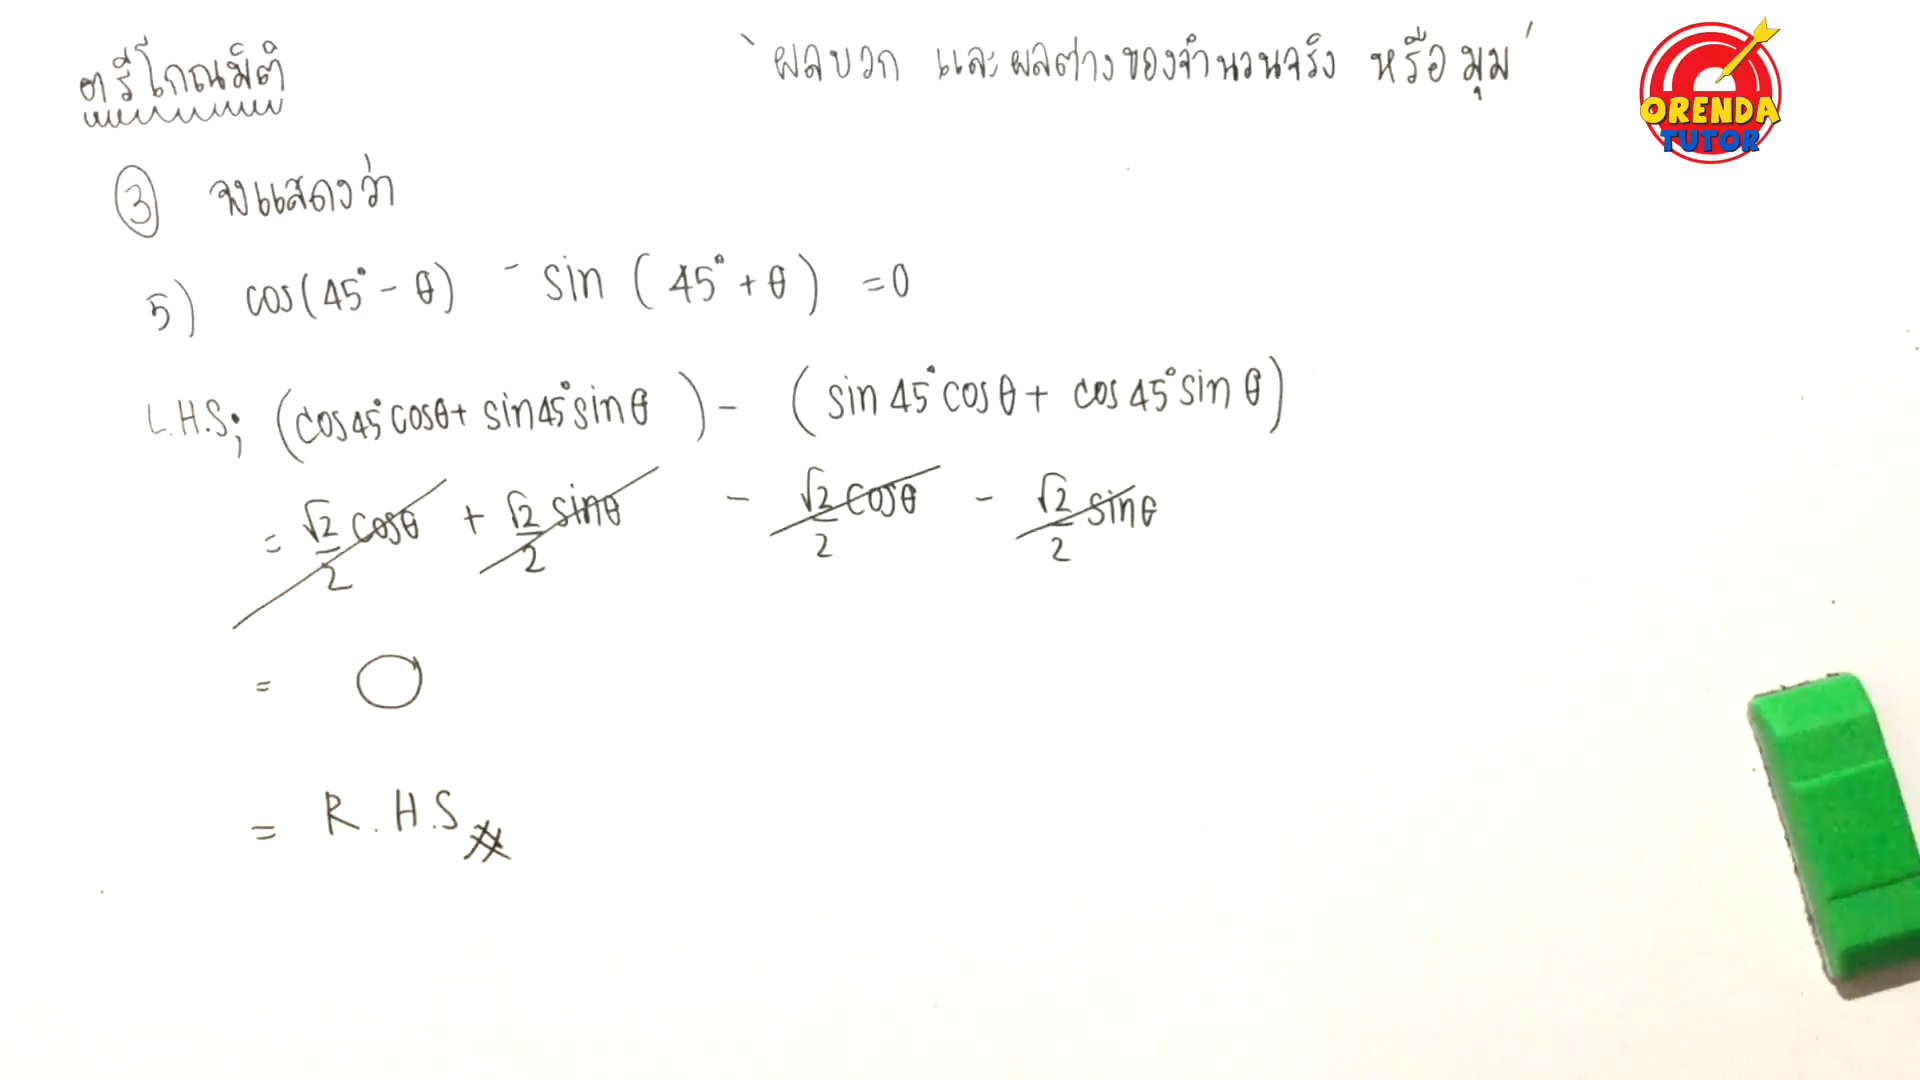 ตรีโกณมิติ
`ผลบวก และผลต่างของจำนวนจริง หรือมุม'
ORENDA
TUTOR
③ จงแสดงว่า
5) cos(45° - θ) - sin (45° + θ) = 0
L.H.S; (cos45°cosθ + sin45°sinθ) - (sin45°cosθ + cos45°sinθ)
= √2/2 cosθ + √2/2 sinθ - √2/2 cosθ - √2/2 sinθ
= 0
= R.H.S #